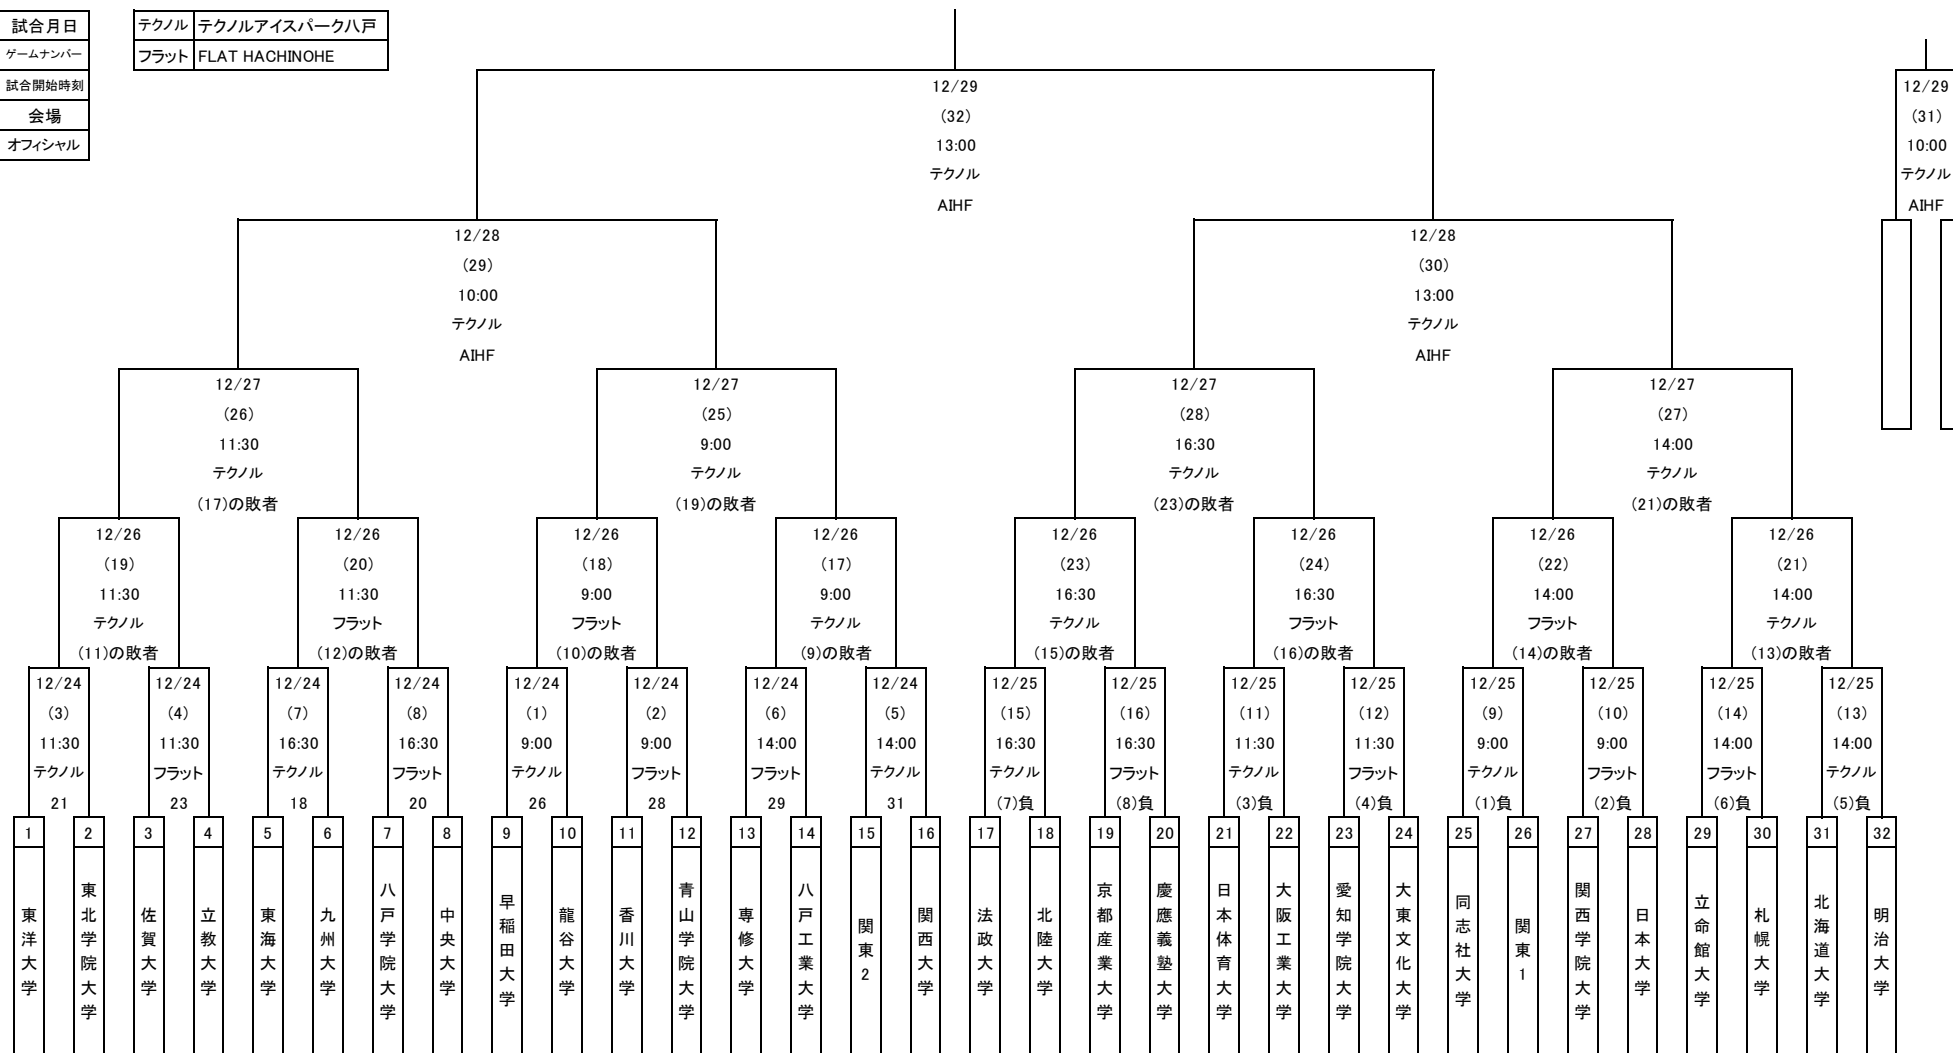 試合月日
ゲームナンバー
試合開始時刻
会場
オフィシャル
テクノル テクノルアイスパーク八戸
フラット FLAT HACHINOHE
12/29
(32)
13:00
テクノル
AIHF
12/29
(31)
10:00
テクノル
AIHF
12/28
(29)
10:00
テクノル
AIHF
12/28
(30)
13:00
テクノル
AIHF
12/27
(26)
11:30
テクノル
(17)の敗者
12/27
(25)
9:00
テクノル
(19)の敗者
12/27
(28)
16:30
テクノル
(23)の敗者
12/27
(27)
14:00
テクノル
(21)の敗者
12/26
(19)
11:30
テクノル
(11)の敗者
12/26
(20)
11:30
フラット
(12)の敗者
12/26
(18)
9:00
フラット
(10)の敗者
12/26
(17)
9:00
テクノル
(9)の敗者
12/26
(23)
16:30
テクノル
(15)の敗者
12/26
(24)
16:30
フラット
(16)の敗者
12/26
(22)
14:00
フラット
(14)の敗者
12/26
(21)
14:00
テクノル
(13)の敗者
12/24
(3)
11:30
テクノル
21
12/24
(4)
11:30
フラット
23
12/24
(7)
16:30
テクノル
18
12/24
(8)
16:30
フラット
20
12/24
(1)
9:00
テクノル
26
12/24
(2)
9:00
フラット
28
12/24
(6)
14:00
フラット
29
12/24
(5)
14:00
テクノル
31
12/25
(15)
16:30
テクノル
(7)負
12/25
(16)
16:30
フラット
(8)負
12/25
(11)
11:30
テクノル
(3)負
12/25
(12)
11:30
フラット
(4)負
12/25
(9)
9:00
テクノル
(1)負
12/25
(10)
9:00
フラット
(2)負
12/25
(14)
14:00
フラット
(6)負
12/25
(13)
14:00
テクノル
(5)負
1
東洋大学
2
東北学院大学
3
佐賀大学
4
立教大学
5
東海大学
6
九州大学
7
八戸学院大学
8
中央大学
9
早稲田大学
10
龍谷大学
11
香川大学
12
青山学院大学
13
専修大学
14
八戸工業大学
15
関東2
16
関西大学
17
法政大学
18
北陸大学
19
京都産業大学
20
慶應義塾大学
21
日本体育大学
22
大阪工業大学
23
愛知学院大学
24
大東文化大学
25
同志社大学
26
関東1
27
関西学院大学
28
日本大学
29
立命館大学
30
札幌大学
31
北海道大学
32
明治大学